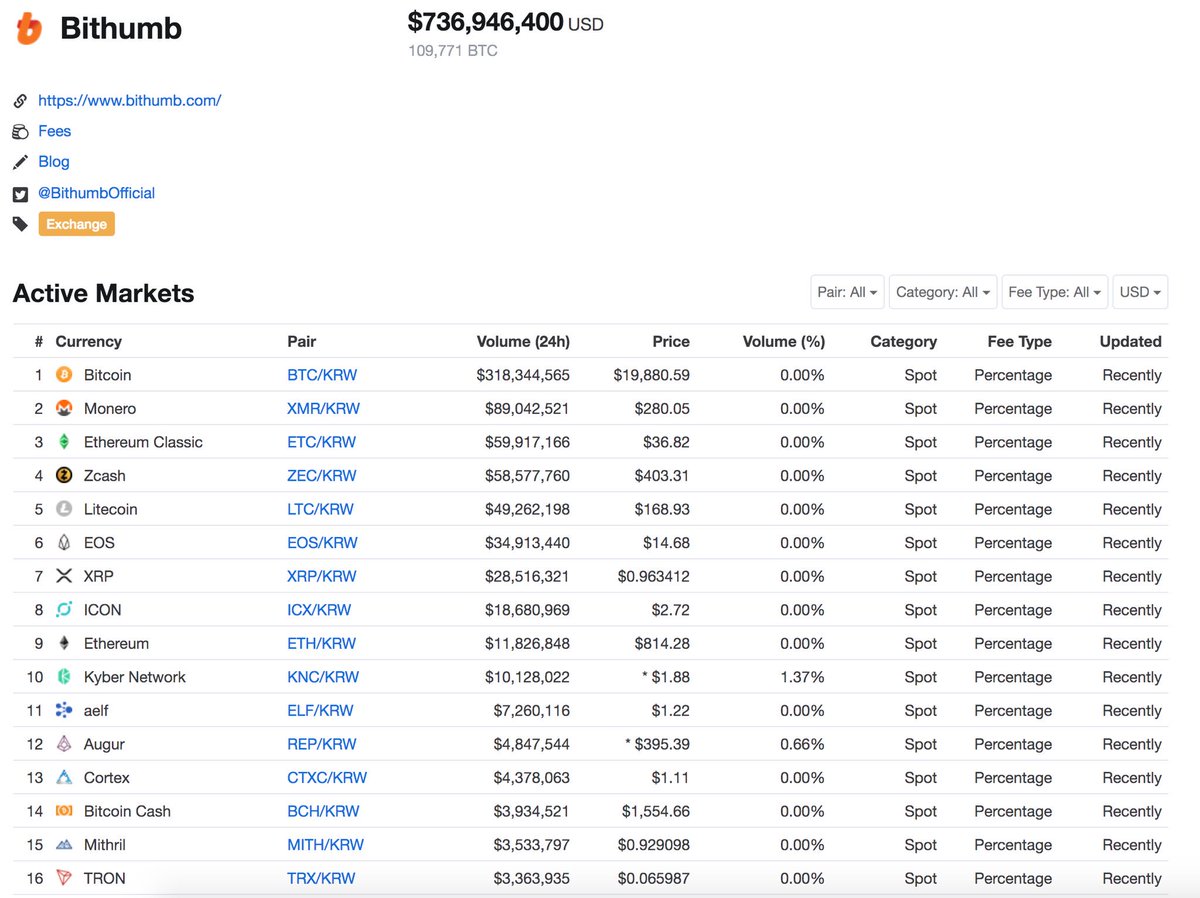 Bithumb
$736,946,400 USD
109,771 BTC
https://www.bithumb.com/
Fees
Blog
@BithumbOfficial
Exchange
Active Markets
Pair: All Category: All Fee Type: All USD
# Currency Pair Volume (24h) Price Volume (%) Category Fee Type Updated
1 Bitcoin BTC/KRW $318,344,565 $19,880.59 0.00% Spot Percentage Recently
2 Monero XMR/KRW $89,042,521 $280.05 0.00% Spot Percentage Recently
3 Ethereum Classic ETC/KRW $59,917,166 $36.82 0.00% Spot Percentage Recently
4 Zcash ZEC/KRW $58,577,760 $403.31 0.00% Spot Percentage Recently
5 Litecoin LTC/KRW $49,262,198 $168.93 0.00% Spot Percentage Recently
6 EOS EOS/KRW $34,913,440 $14.68 0.00% Spot Percentage Recently
7 XRP XRP/KRW $28,516,321 $0.963412 0.00% Spot Percentage Recently
8 ICON ICX/KRW $18,680,969 $2.72 0.00% Spot Percentage Recently
9 Ethereum ETH/KRW $11,826,848 $814.28 0.00% Spot Percentage Recently
10 Kyber Network KNC/KRW $10,128,022 * $1.88 1.37% Spot Percentage Recently
11 aelf ELF/KRW $7,260,116 $1.22 0.00% Spot Percentage Recently
12 Augur REP/KRW $4,847,544 * $395.39 0.66% Spot Percentage Recently
13 Cortex CTXC/KRW $4,378,063 $1.11 0.00% Spot Percentage Recently
14 Bitcoin Cash BCH/KRW $3,934,521 $1,554.66 0.00% Spot Percentage Recently
15 Mithril MITH/KRW $3,533,797 $0.929098 0.00% Spot Percentage Recently
16 TRON TRX/KRW $3,363,935 $0.065987 0.00% Spot Percentage Recently